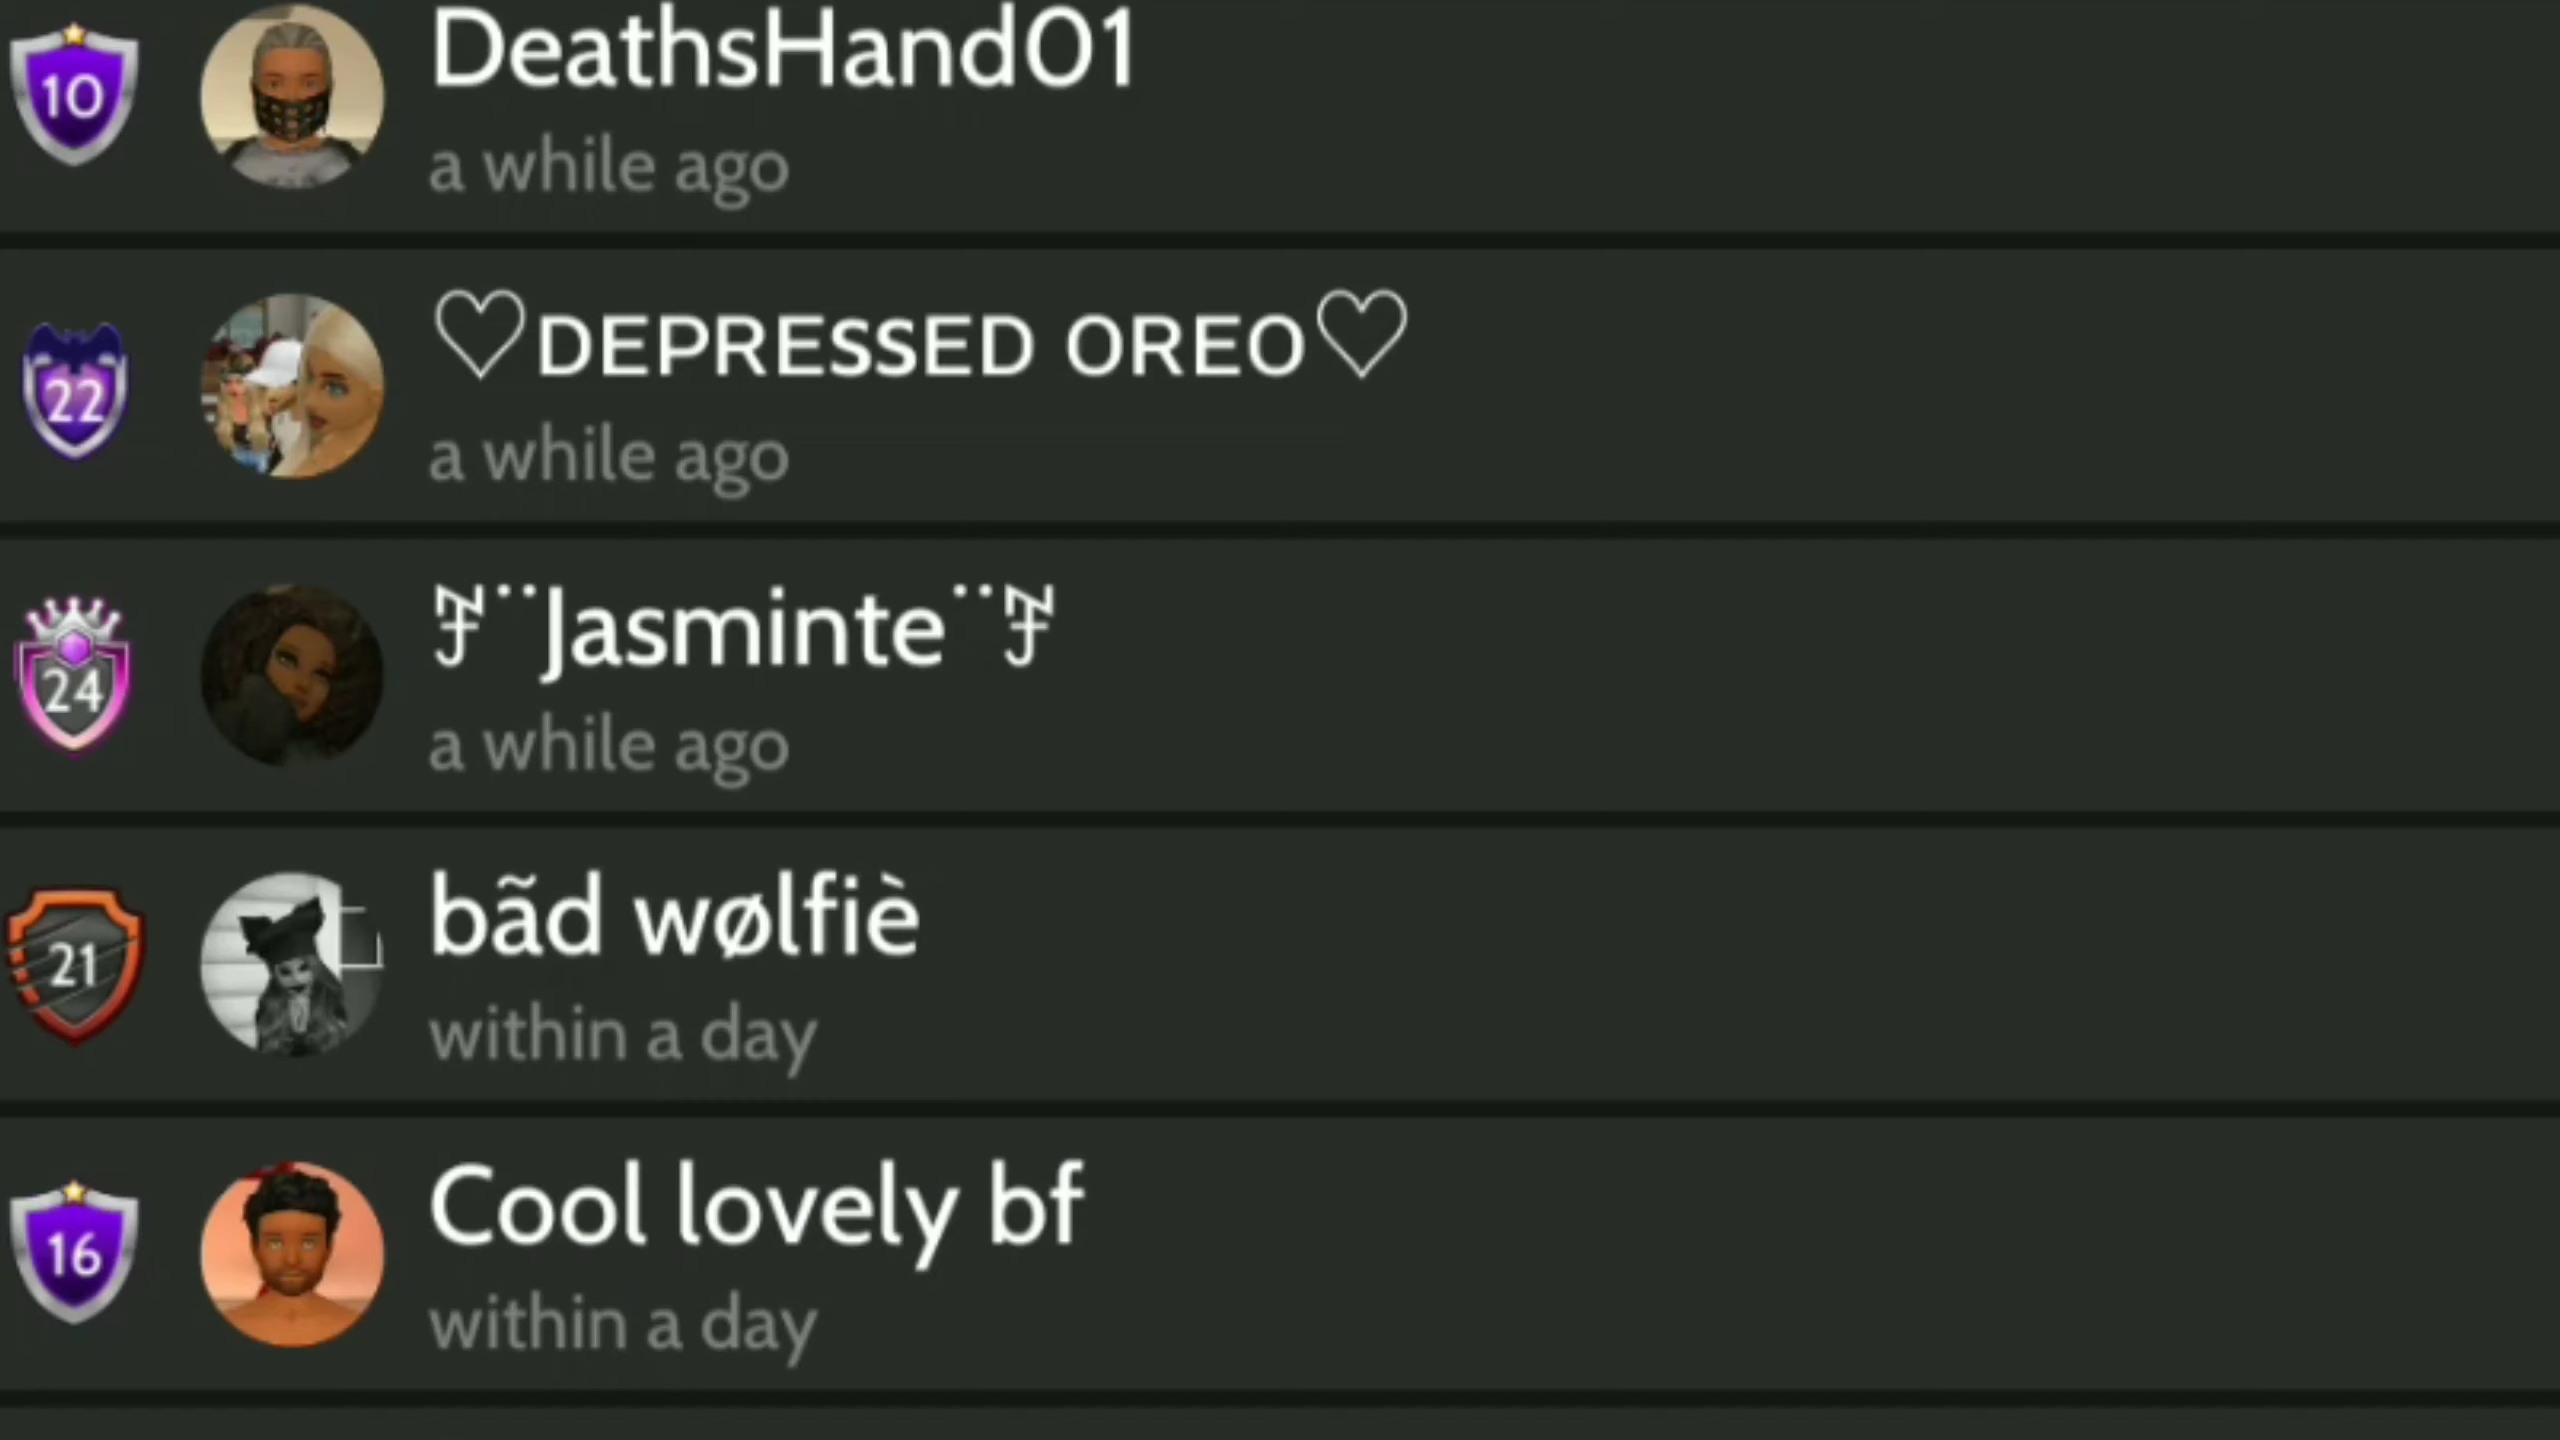 10
DeathsHand01
a while ago
22
♡DEPRESSED OREO♡
a while ago
24
¨Jasminte¨
a while ago
21
bãd wølfiè
within a day
16
Cool lovely bf
within a day